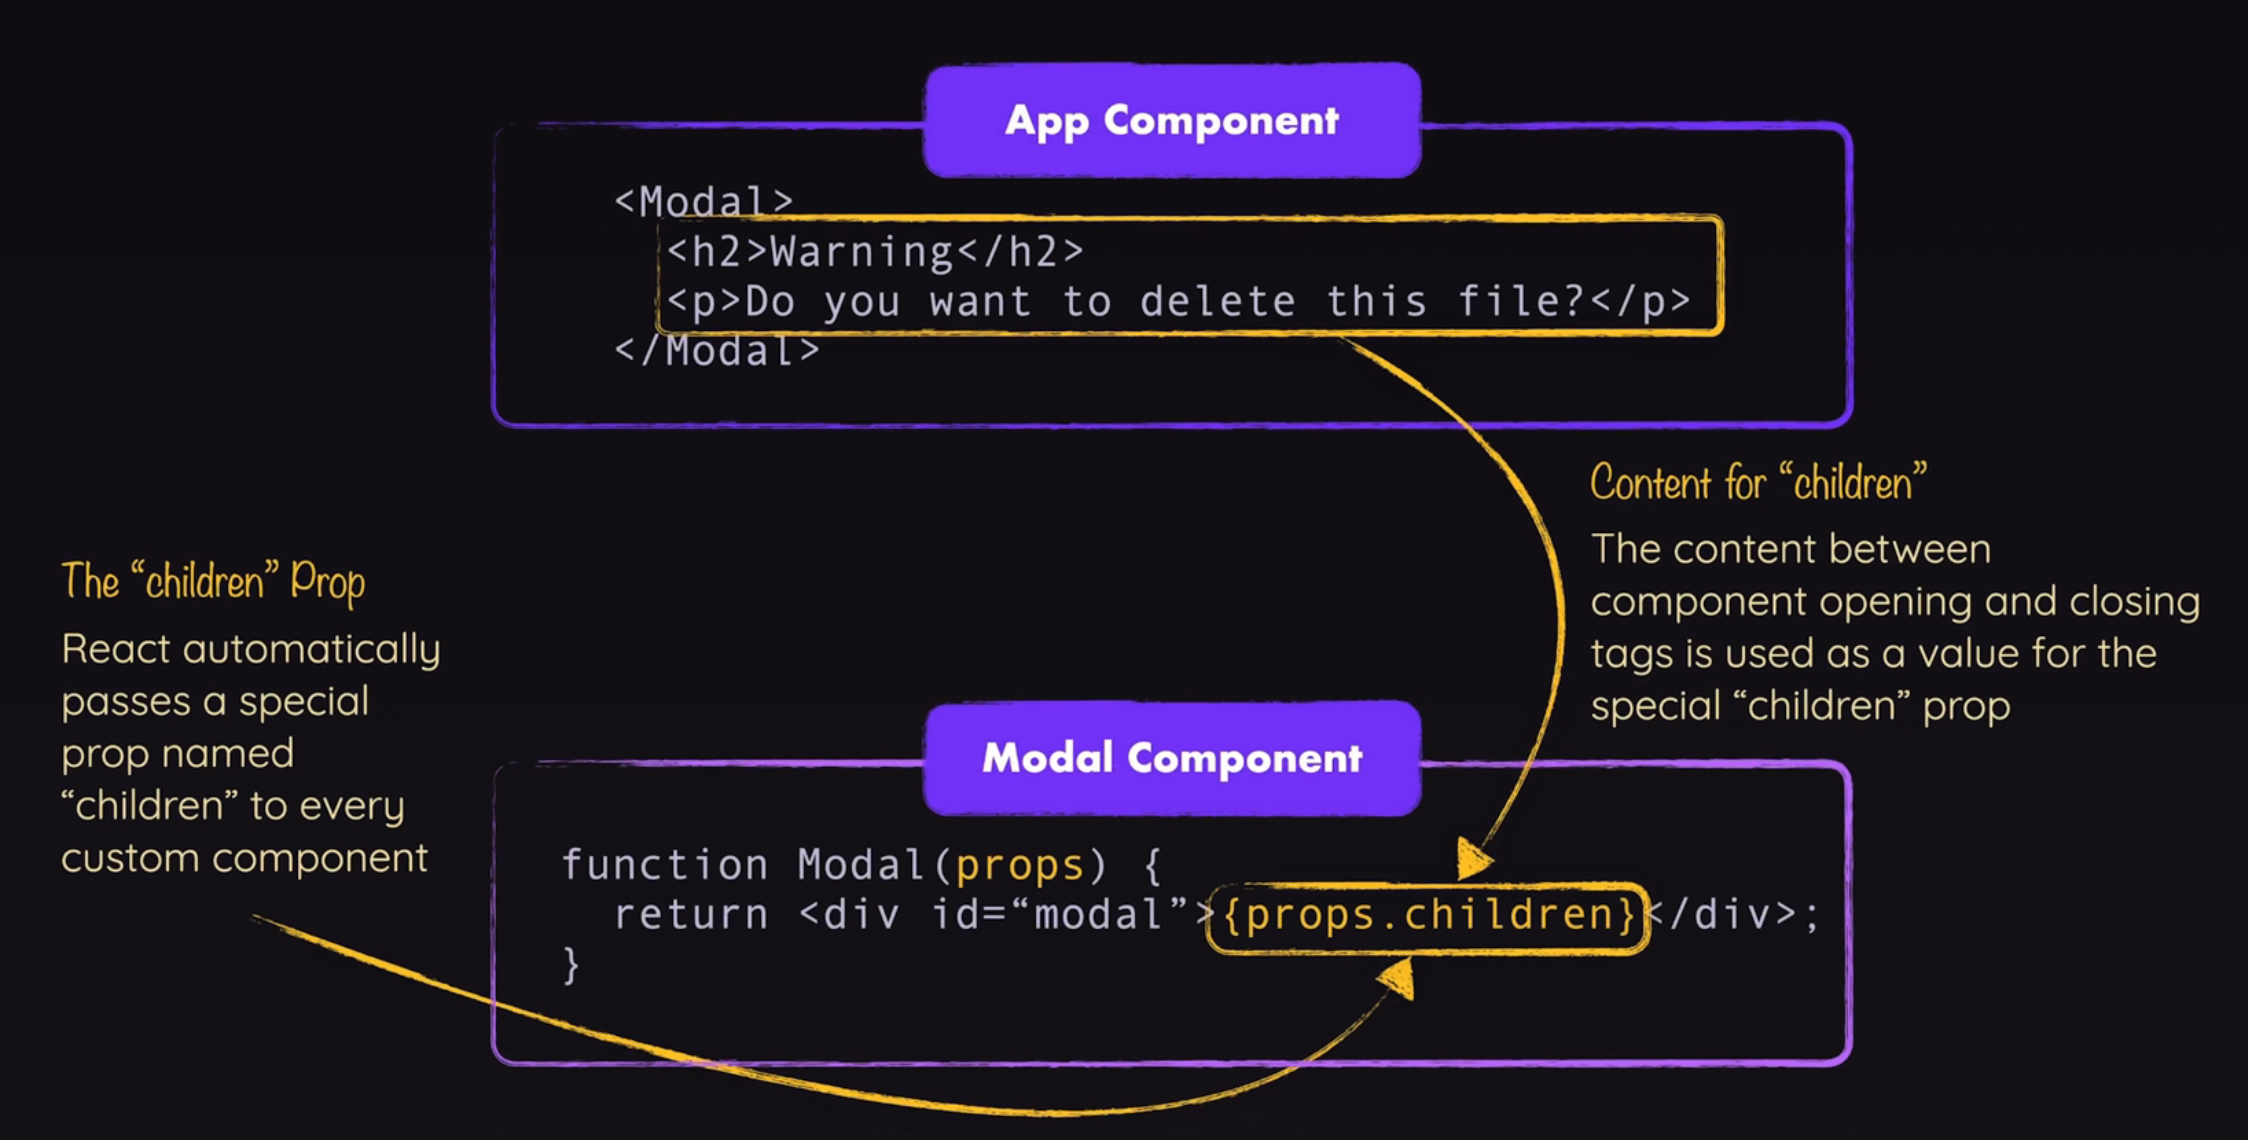 App Component
<Modal>
<h2>Warning</h2>
<p>Do you want to delete this file?</p>
</Modal>
Content for “children”
The content between
component opening and closing
tags is used as a value for the
special “children” prop
The “children” Prop
React automatically
passes a special
prop named
“children” to every
custom component
Modal Component
function Modal(props) {
return <div id=“modal”>{props.children}</div>;
}